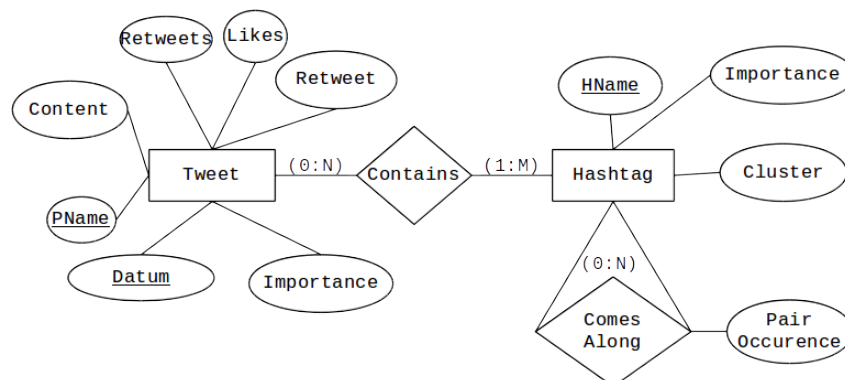 Retweets
Likes
Retweet
Content
HName
Importance
(0:N)
Contains
(1:M)
Tweet
Hashtag
Cluster
PName
Datum
Importance
(0:N)
Comes
Along
Pair
Occurence